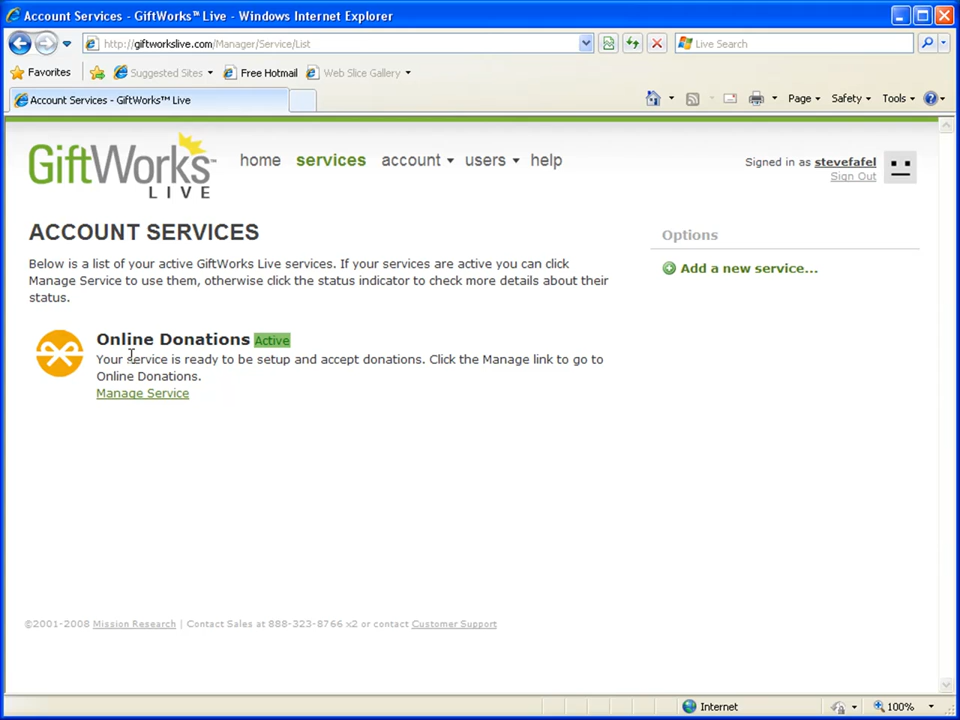 Account Services - GiftWorks™ Live - Windows Internet Explorer
http://giftworkslive.com/Manager/Service/List
Live Search
Favorites Suggested Sites Free Hotmail Web Slice Gallery
Account Services - GiftWorks™ Live
Page Safety Tools
GiftWorks™ LIVE
home services account users help
Signed in as stevefafel
Sign Out
ACCOUNT SERVICES
Below is a list of your active GiftWorks Live services. If your services are active you can click
Manage Service to use them, otherwise click the status indicator to check more details about their
status.
Online Donations Active
Your service is ready to be setup and accept donations. Click the Manage link to go to
Online Donations.
Manage Service
Options
Add a new service...
©2001-2008 Mission Research | Contact Sales at 888-323-8766 x2 or contact Customer Support
Internet 100%